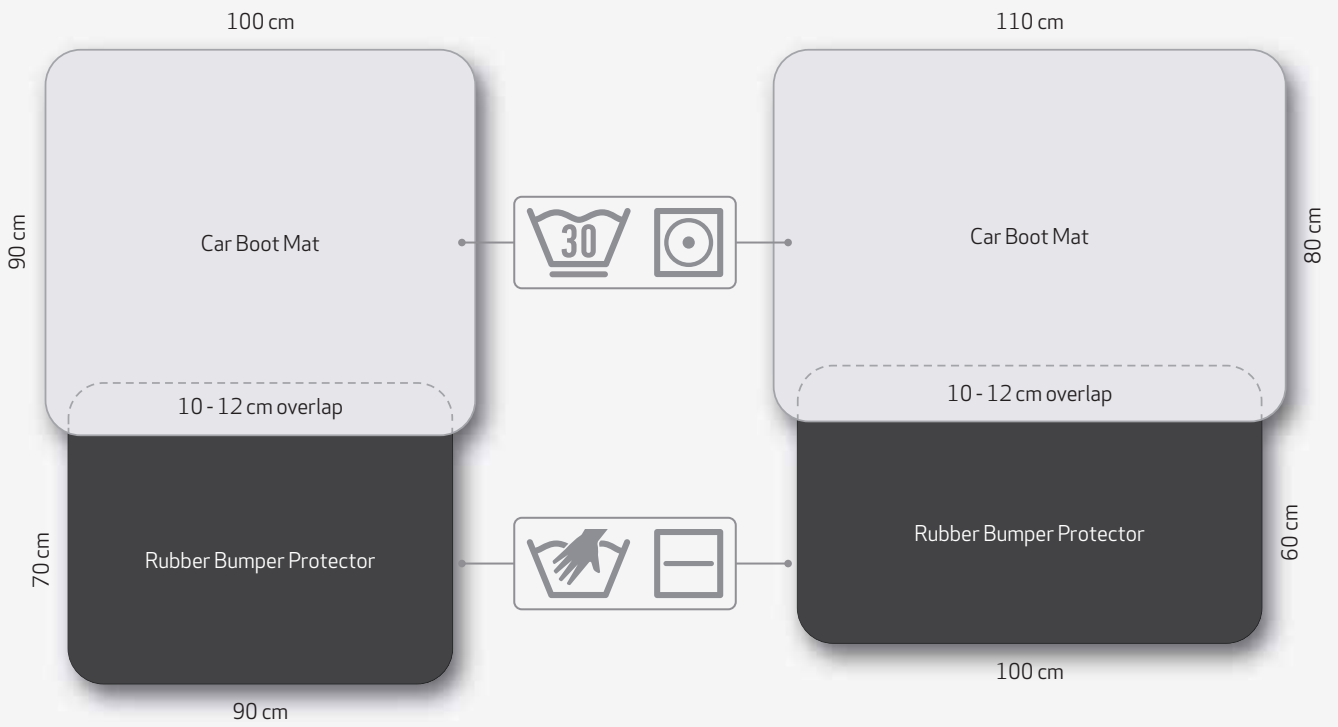 100 cm
90 cm
Car Boot Mat
10 - 12 cm overlap
70 cm
Rubber Bumper Protector
90 cm
30
110 cm
Car Boot Mat
80 cm
10 - 12 cm overlap
Rubber Bumper Protector
60 cm
100 cm